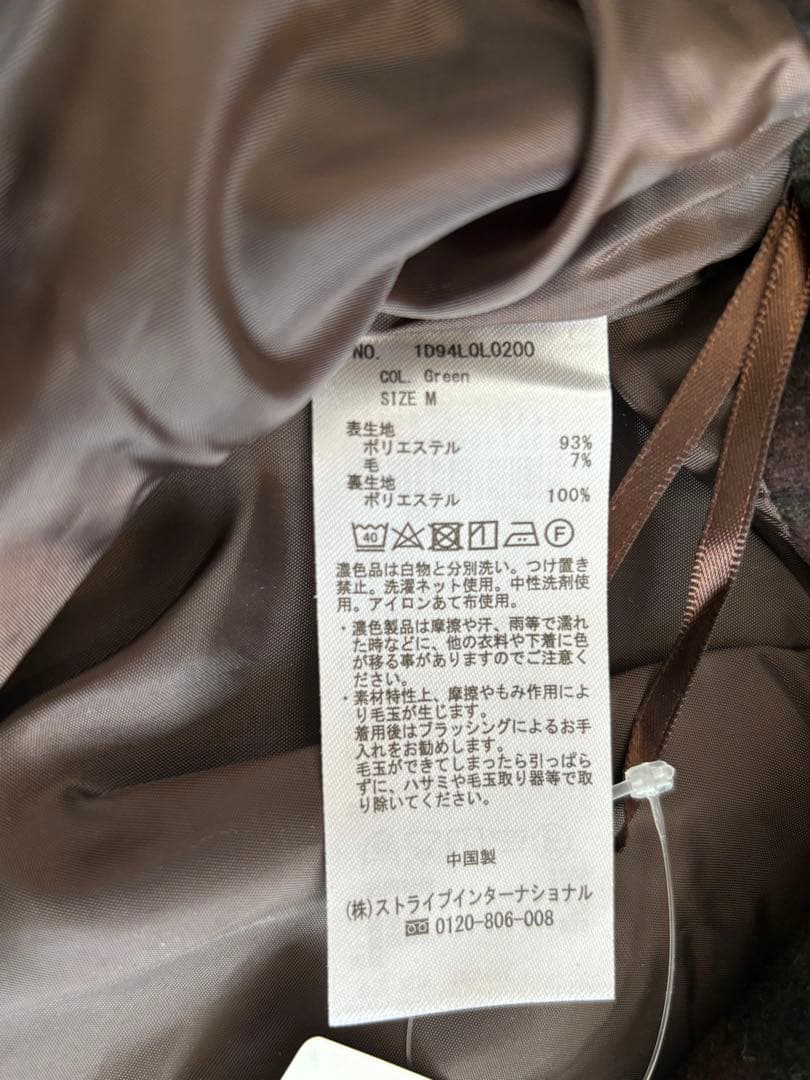 NO. 1D94L0L0200
COL. Green
SIZE M
表生地
ポリエステル 93%
毛 7%
裏生地
ポリエステル 100%
40 F
濃色品は白物と分別洗い。つけ置き
禁止。洗濯ネット使用。中性洗剤使
用。アイロンあて布使用。
・濃色製品は摩擦や汗、雨等で濡れ
た時などに、他の衣料や下着に色
が移る事がありますのでご注意く
ださい。
・素材特性上、摩擦やもみ作用によ
り毛玉が生じます。
着用後はブラッシングによるお手
入れをお勧めします。
毛玉ができてしまったら引っぱら
ずに、ハサミや毛玉取り器等で取
り除いてください。
中国製
(株)ストライプインターナショナル
0120-806-008